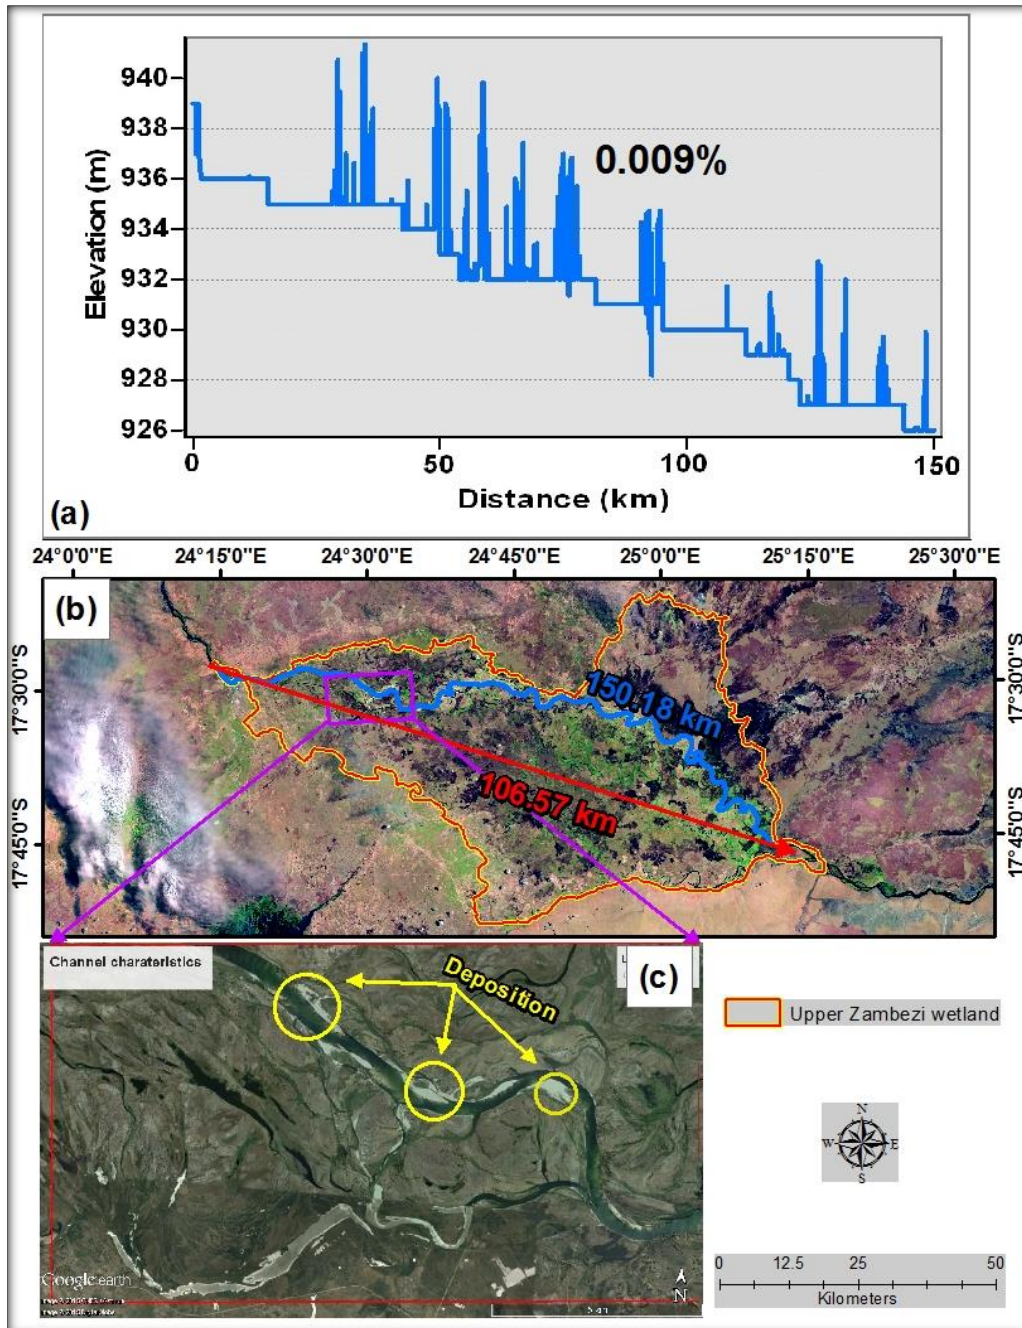 940
938
936
934
932
930
928
926
Elevation (m)
0.009%
0 50 100 150
Distance (km)
(a)
24°0'0"E 24°15'0"E 24°30'0"E 24°45'0"E 25°0'0"E 25°15'0"E 25°30'0"E
(b)
17°30'0"S
17°45'0"S
17°30'0"S
17°45'0"S
150.18 km
106.57 km
Channel charateristics
Deposition
(c)
Google earth
N
Upper Zambezi wetland
N
W E
S
0 12.5 25 50
Kilometers